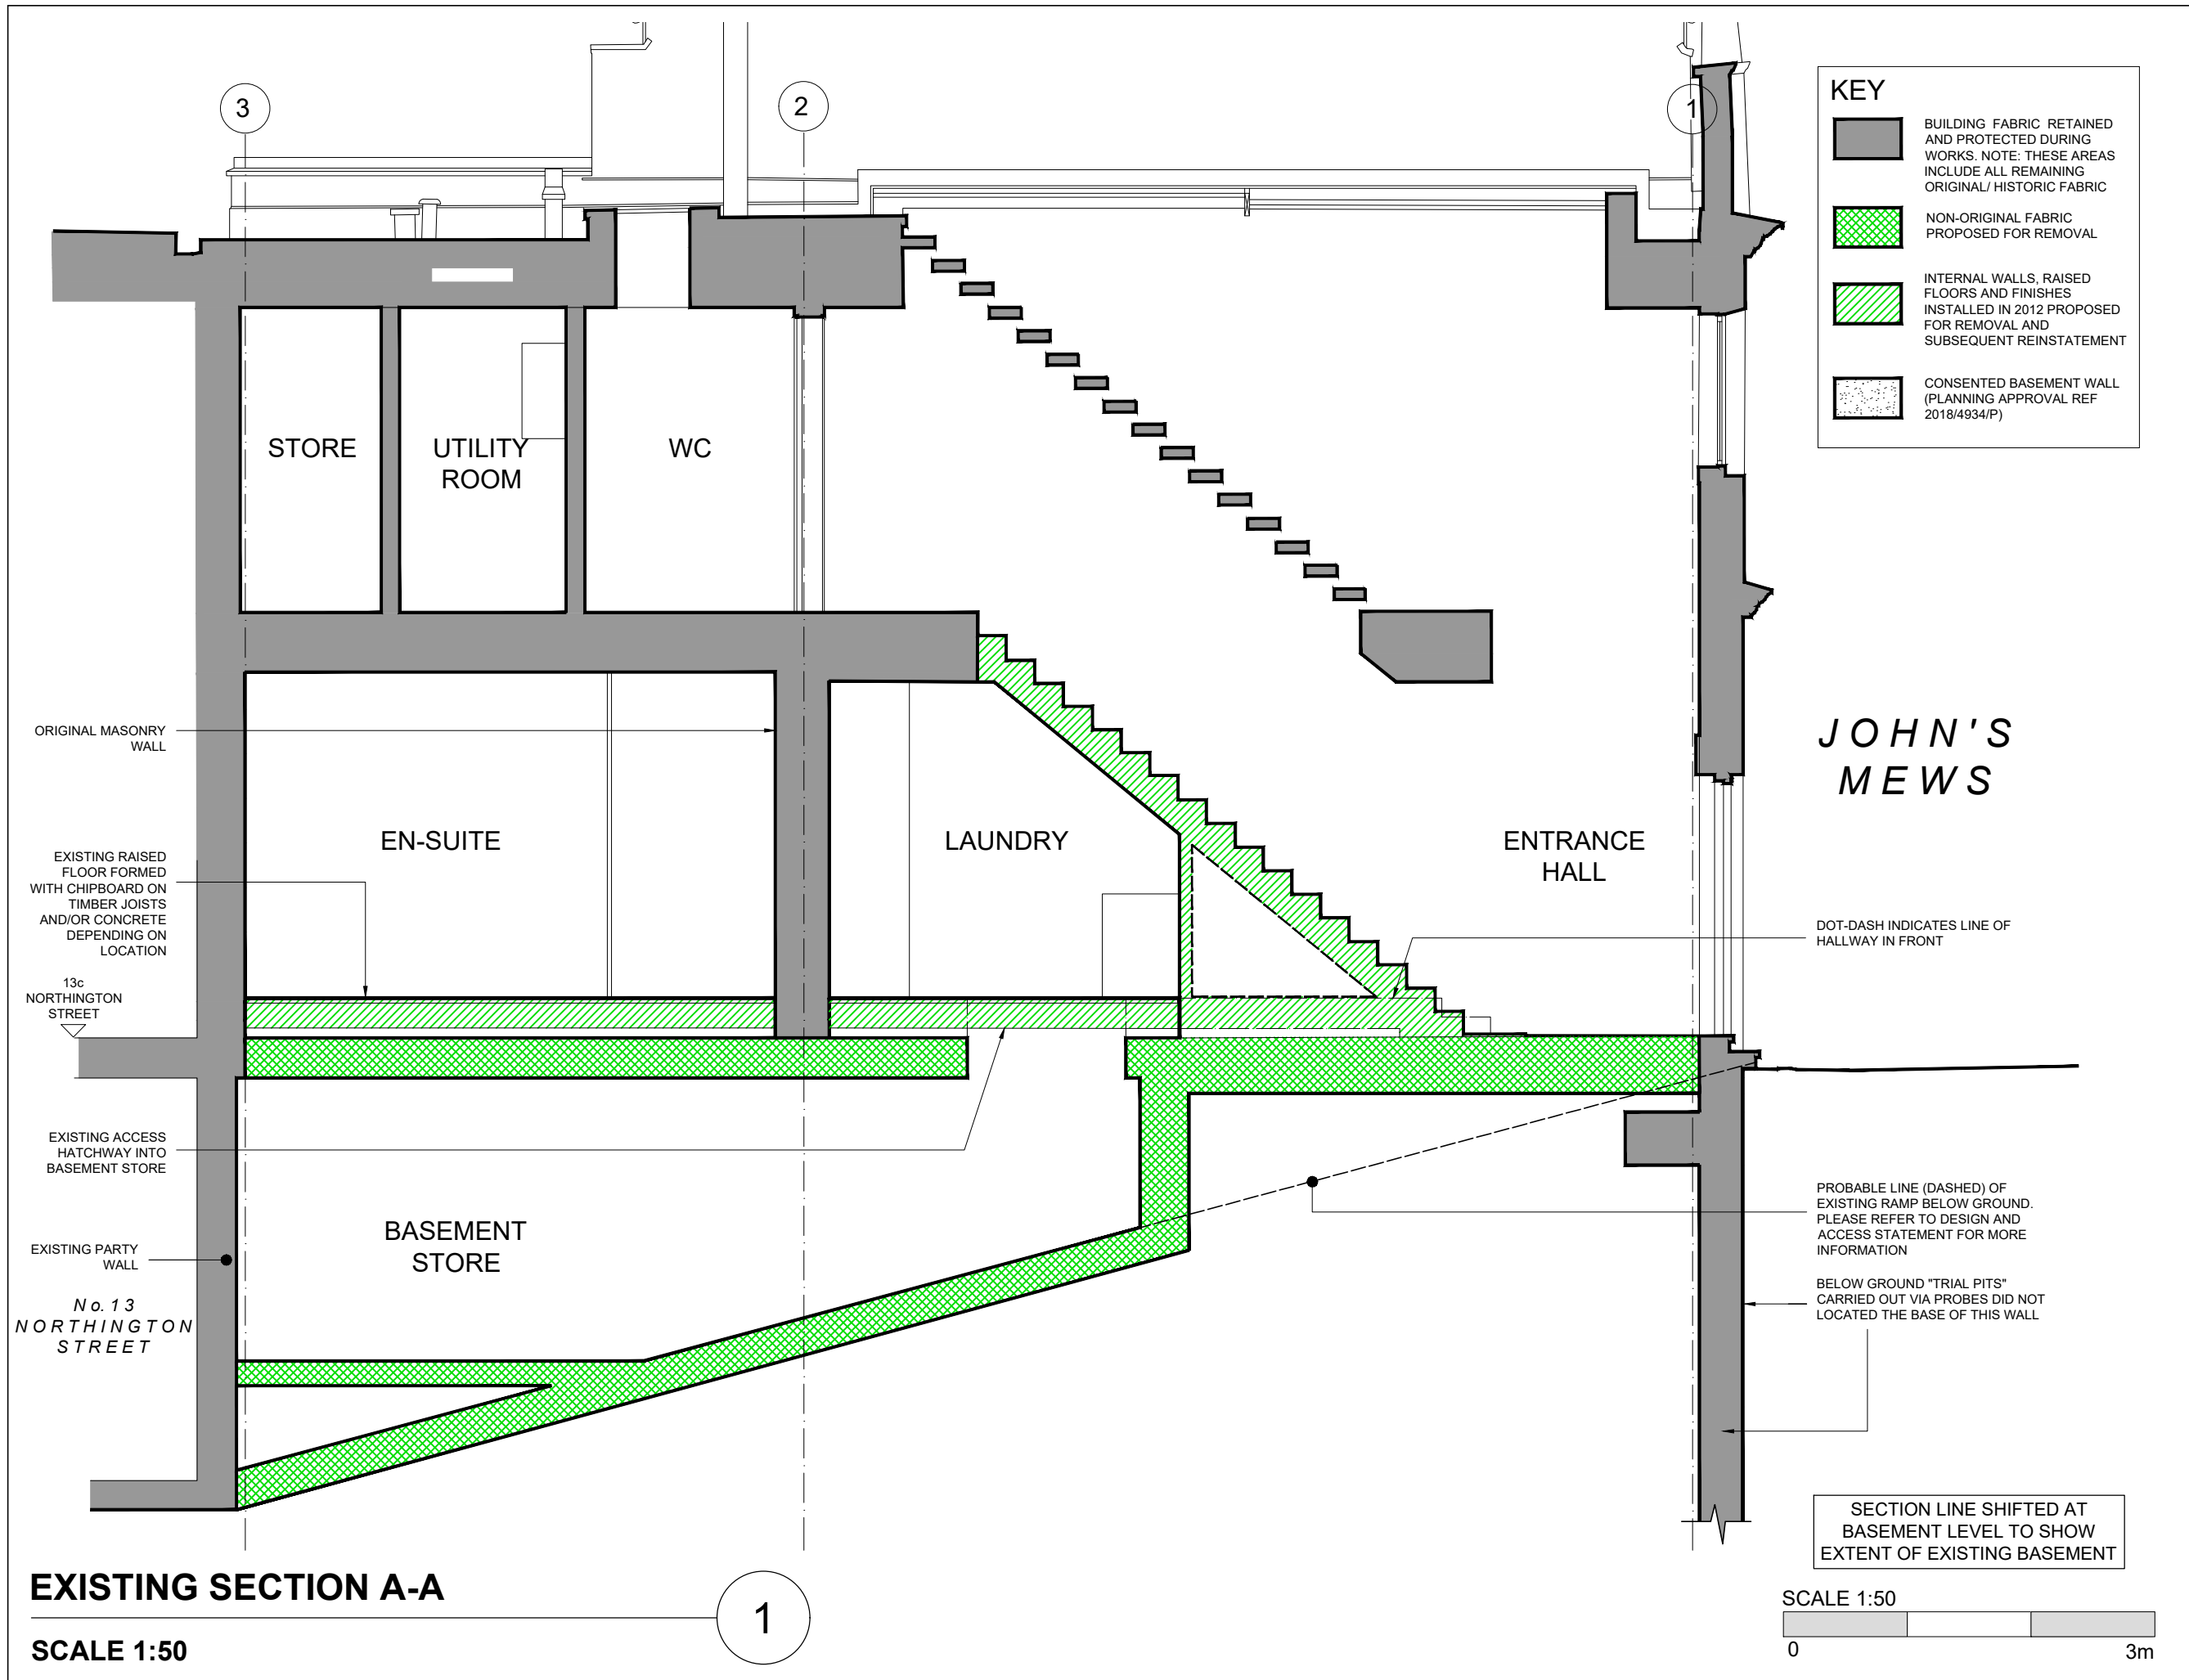 3
2
1
KEY
BUILDING FABRIC RETAINED
AND PROTECTED DURING
WORKS. NOTE: THESE AREAS
INCLUDE ALL REMAINING
ORIGINAL/ HISTORIC FABRIC
NON-ORIGINAL FABRIC
PROPOSED FOR REMOVAL
INTERNAL WALLS, RAISED
FLOORS AND FINISHES
INSTALLED IN 2012 PROPOSED
FOR REMOVAL AND
SUBSEQUENT REINSTATEMENT
CONSENTED BASEMENT WALL
(PLANNING APPROVAL REF
2018/4934/P)
STORE
UTILITY
ROOM
WC
ORIGINAL MASONRY
WALL
JOHN'S
MEWS
EN-SUITE
LAUNDRY
ENTRANCE
HALL
EXISTING RAISED
FLOOR FORMED
WITH CHIPBOARD ON
TIMBER JOISTS
AND/OR CONCRETE
DEPENDING ON
LOCATION
DOT-DASH INDICATES LINE OF
HALLWAY IN FRONT
13c
NORTHINGTON
STREET
EXISTING ACCESS
HATCHWAY INTO
BASEMENT STORE
BASEMENT
STORE
PROBABLE LINE (DASHED) OF
EXISTING RAMP BELOW GROUND.
PLEASE REFER TO DESIGN AND
ACCESS STATEMENT FOR MORE
INFORMATION
EXISTING PARTY
WALL
BELOW GROUND "TRIAL PITS"
CARRIED OUT VIA PROBES DID NOT
LOCATED THE BASE OF THIS WALL
No. 13
NORTHINGTON
STREET
SECTION LINE SHIFTED AT
BASEMENT LEVEL TO SHOW
EXTENT OF EXISTING BASEMENT
EXISTING SECTION A-A
1
SCALE 1:50
SCALE 1:50
0 3m